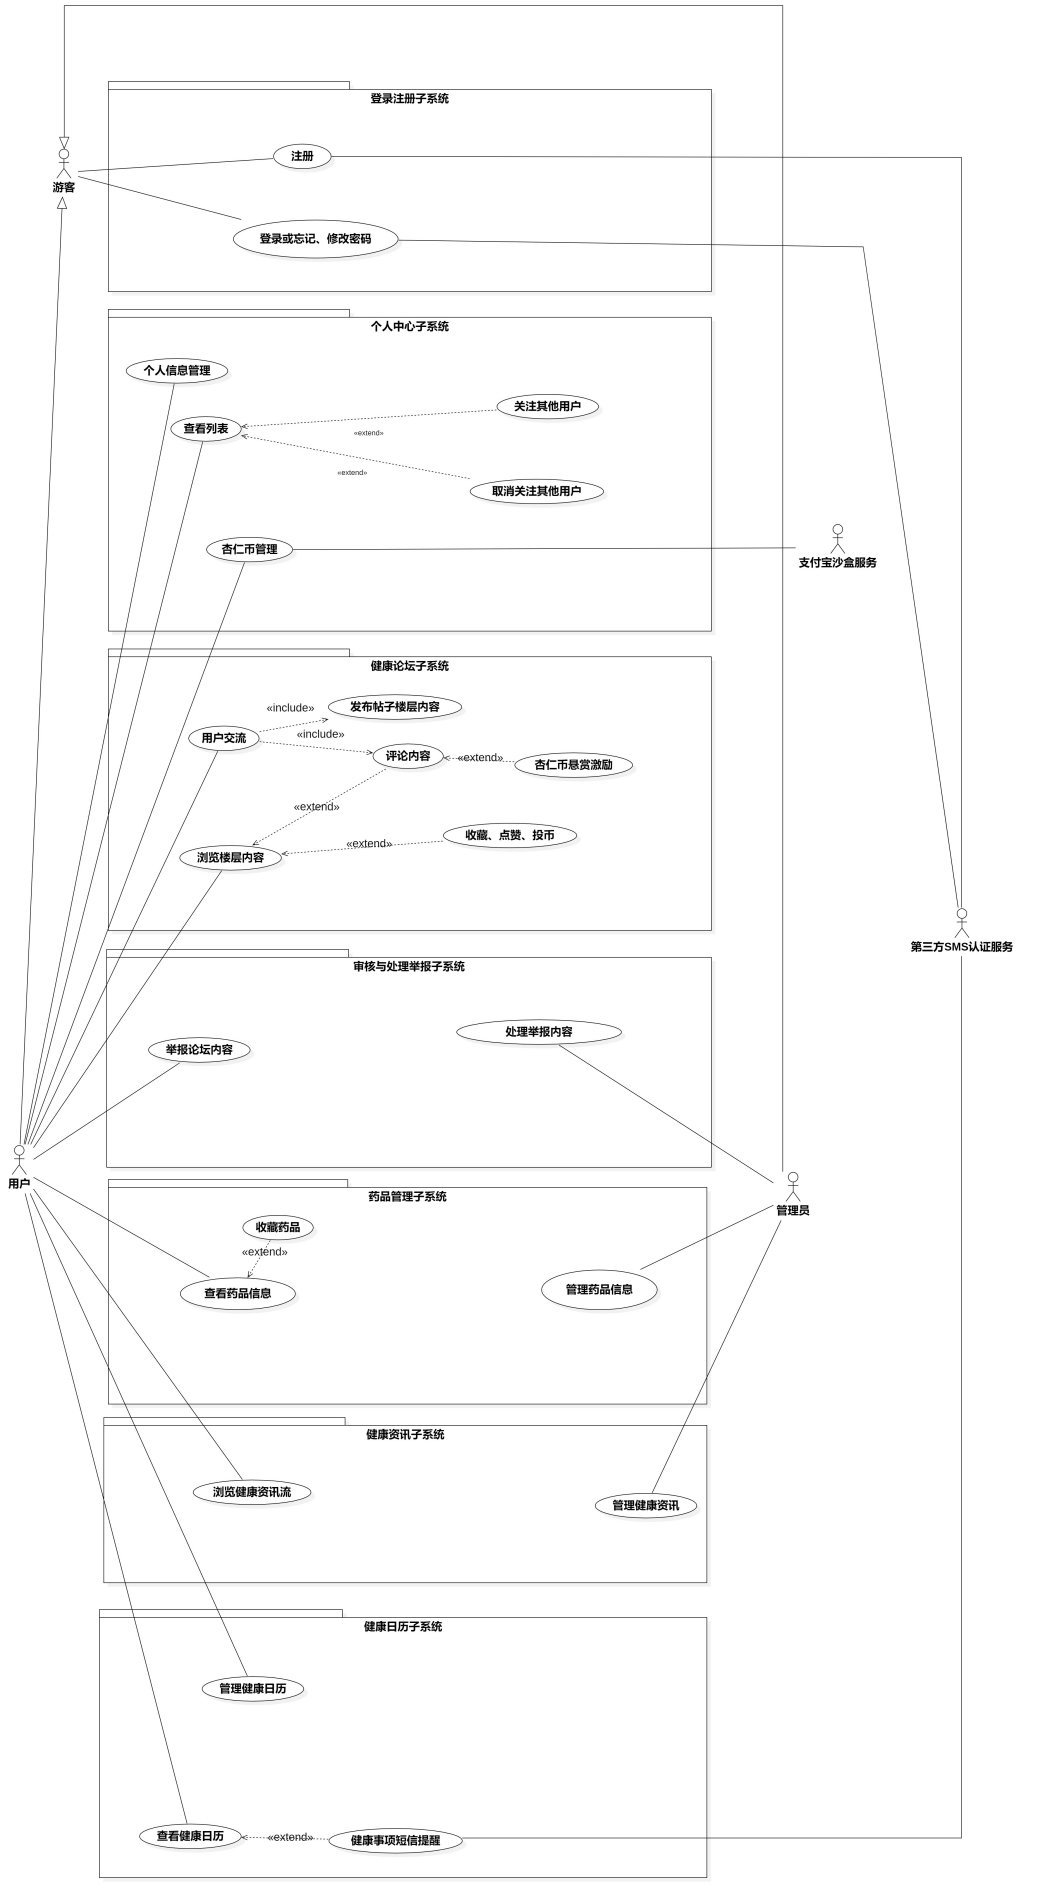 登录注册子系统
注册
游客
登录或忘记、修改密码
个人中心子系统
个人信息管理
关注其他用户
查看列表
«extend»
«extend»
取消关注其他用户
杏仁币管理
支付宝沙盒服务
健康论坛子系统
发布帖子楼层内容
«include»
用户交流
«include»
评论内容
«extend»
杏仁币悬赏激励
«extend»
收藏、点赞、投币
«extend»
浏览楼层内容
第三方SMS认证服务
审核与处理举报子系统
处理举报内容
举报论坛内容
用户
药品管理子系统
管理员
收藏药品
«extend»
查看药品信息
管理药品信息
健康资讯子系统
浏览健康资讯流
管理健康资讯
健康日历子系统
管理健康日历
查看健康日历
«extend»
健康事项短信提醒